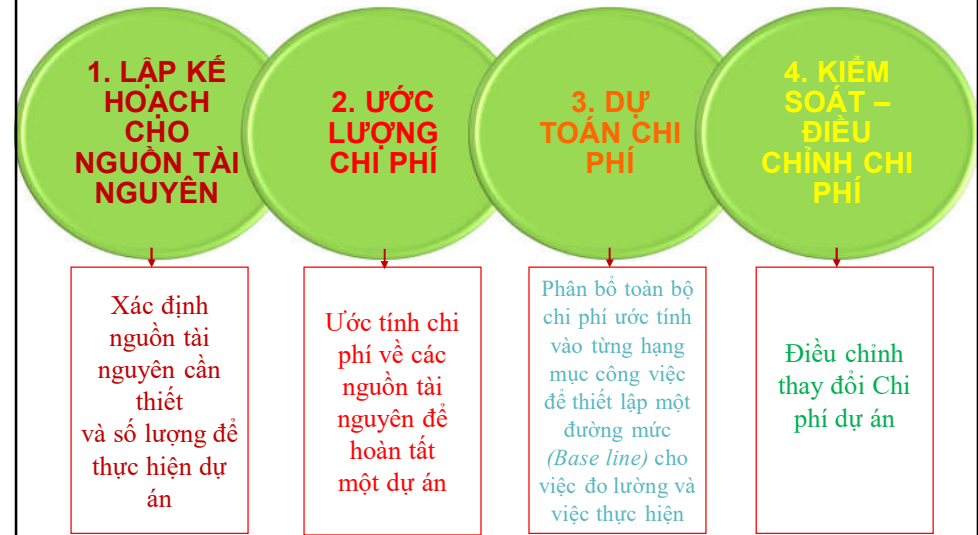 1. LẬP KẾ
HOẠCH
CHO
NGUỒN TÀI
NGUYÊN
2. ƯỚC
LƯỢNG
CHI PHÍ
3. DỰ
TOÁN CHI
PHÍ
4. KIỂM
SOÁT –
ĐIỀU
CHỈNH CHI
PHÍ
Xác định
nguồn tài
nguyên cần
thiết
và số lượng để
thực hiện dự
án
Ước tính chi
phí về các
nguồn tài
nguyên để
hoàn tất
một dự án
Phân bổ toàn bộ
chi phí ước tính
vào từng hạng
mục công việc
để thiết lập một
đường mức
(Base line) cho
việc đo lường và
việc thực hiện
Điều chỉnh
thay đổi Chi
phí dự án